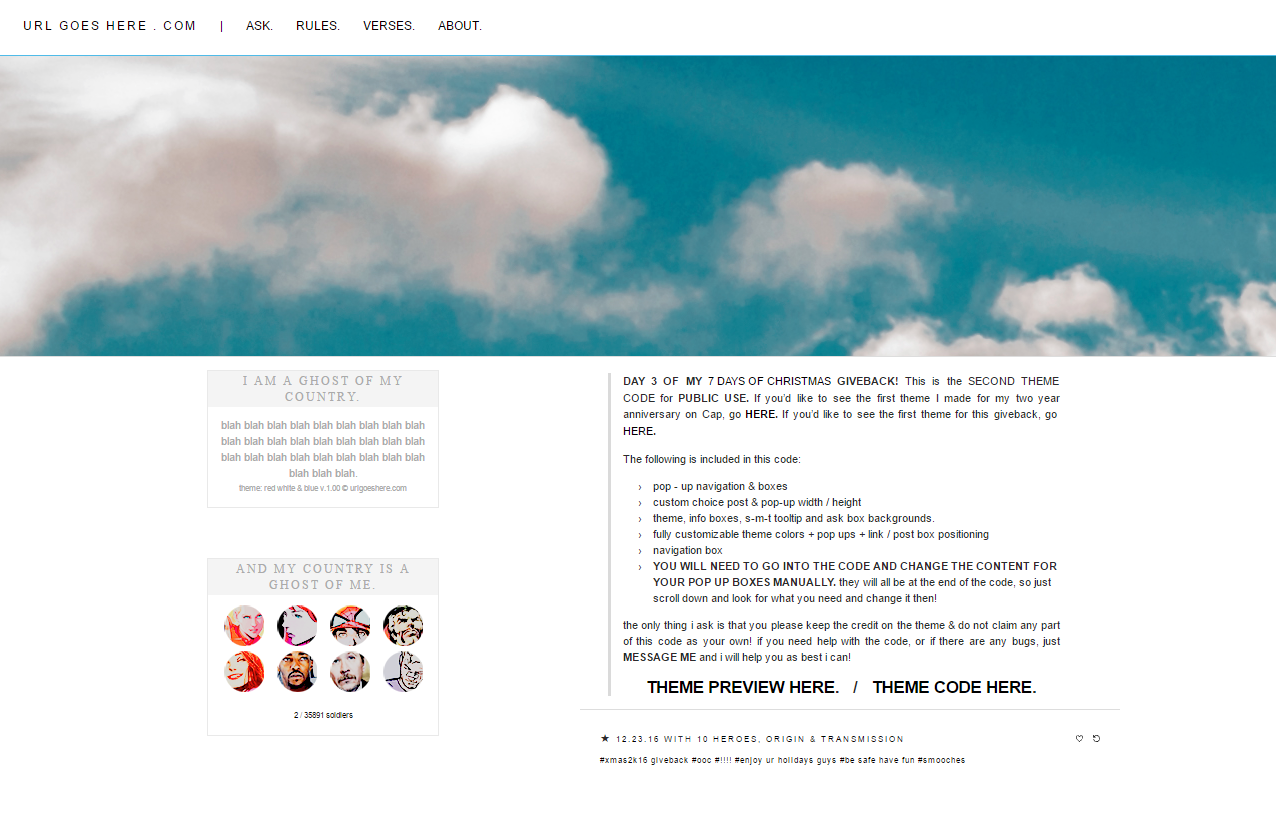 URL GOES HERE . COM | ASK. RULES. VERSES. ABOUT.
I AM A GHOST OF MY
COUNTRY.
blah blah blah blah blah blah blah blah blah
blah blah blah blah blah blah blah blah blah
blah blah blah blah blah blah blah blah blah
blah blah blah.
theme: red white & blue v.1.00 © urlgoeshere.com
AND MY COUNTRY IS A
GHOST OF ME.
2 / 35891 soldiers
DAY 3 OF MY 7 DAYS OF CHRISTMAS GIVEBACK! This is the SECOND THEME
CODE for PUBLIC USE. If you'd like to see the first theme I made for my two year
anniversary on Cap, go HERE. If you'd like to see the first theme for this giveback, go
HERE.
The following is included in this code:
› pop - up navigation & boxes
› custom choice post & pop-up width / height
› theme, info boxes, s-m-t tooltip and ask box backgrounds.
› fully customizable theme colors + pop ups + link / post box positioning
› navigation box
› YOU WILL NEED TO GO INTO THE CODE AND CHANGE THE CONTENT FOR
YOUR POP UP BOXES MANUALLY. they will all be at the end of the code, so just
scroll down and look for what you need and change it then!
the only thing i ask is that you please keep the credit on the theme & do not claim any part
of this code as your own! if you need help with the code, or if there are any bugs, just
MESSAGE ME and i will help you as best i can!
THEME PREVIEW HERE. / THEME CODE HERE.
★ 12.23.16 WITH 10 HEROES, ORIGIN & TRANSMISSION
#xmas2k16 giveback #ooc #!!!! #enjoy ur holidays guys #be safe have fun #smooches